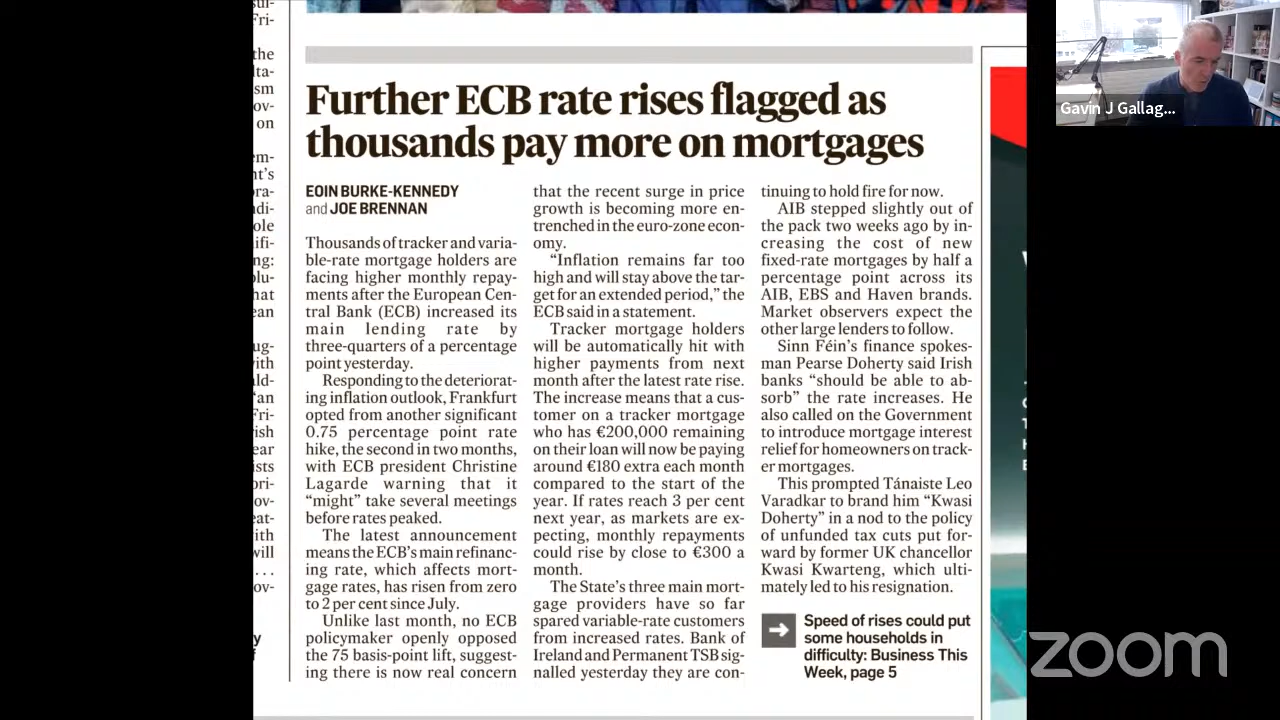 Further ECB rate rises flagged as
thousands pay more on mortgages
EOIN BURKE-KENNEDY
and JOE BRENNAN
Thousands of tracker and varia-
ble-rate mortgage holders are
facing higher monthly repay-
ments after the European Cen-
tral Bank (ECB) increased its
main lending rate by
three-quarters of a percentage
point yesterday.
Responding to the deteriorat-
ing inflation outlook, Frankfurt
opted from another significant
0.75 percentage point rate
hike, the second in two months,
with ECB president Christine
Lagarde warning that it
“might” take several meetings
before rates peaked.
The latest announcement
means the ECB’s main refinanc-
ing rate, which affects mort-
gage rates, has risen from zero
to 2 per cent since July.
Unlike last month, no ECB
policymaker openly opposed
the 75 basis-point lift, suggest-
ing there is now real concern
that the recent surge in price
growth is becoming more en-
trenched in the euro-zone econ-
omy.
“Inflation remains far too
high and will stay above the tar-
get for an extended period,” the
ECB said in a statement.
Tracker mortgage holders
will be automatically hit with
higher payments from next
month after the latest rate rise.
The increase means that a cus-
tomer on a tracker mortgage
who has €200,000 remaining
on their loan will now be paying
around €180 extra each month
compared to the start of the
year. If rates reach 3 per cent
next year, as markets are ex-
pecting, monthly repayments
could rise by close to €300 a
month.
The State’s three main mort-
gage providers have so far
spared variable-rate customers
from increased rates. Bank of
Ireland and Permanent TSB sig-
nalled yesterday they are con-
tinuing to hold fire for now.
AIB stepped slightly out of
the pack two weeks ago by in-
creasing the cost of new
fixed-rate mortgages by half a
percentage point across its
AIB, EBS and Haven brands.
Market observers expect the
other large lenders to follow.
Sinn Féin’s finance spokes-
man Pearse Doherty said Irish
banks “should be able to ab-
sorb” the rate increases. He
also called on the Government
to introduce mortgage interest
relief for homeowners on track-
er mortgages.
This prompted Tánaiste Leo
Varadkar to brand him “Kwasi
Doherty” in a nod to the policy
of unfunded tax cuts put for-
ward by former UK chancellor
Kwasi Kwarteng, which ulti-
mately led to his resignation.
Speed of rises could put
some households in
difficulty: Business This
Week, page 5
Gavin J Gallag...
zoom